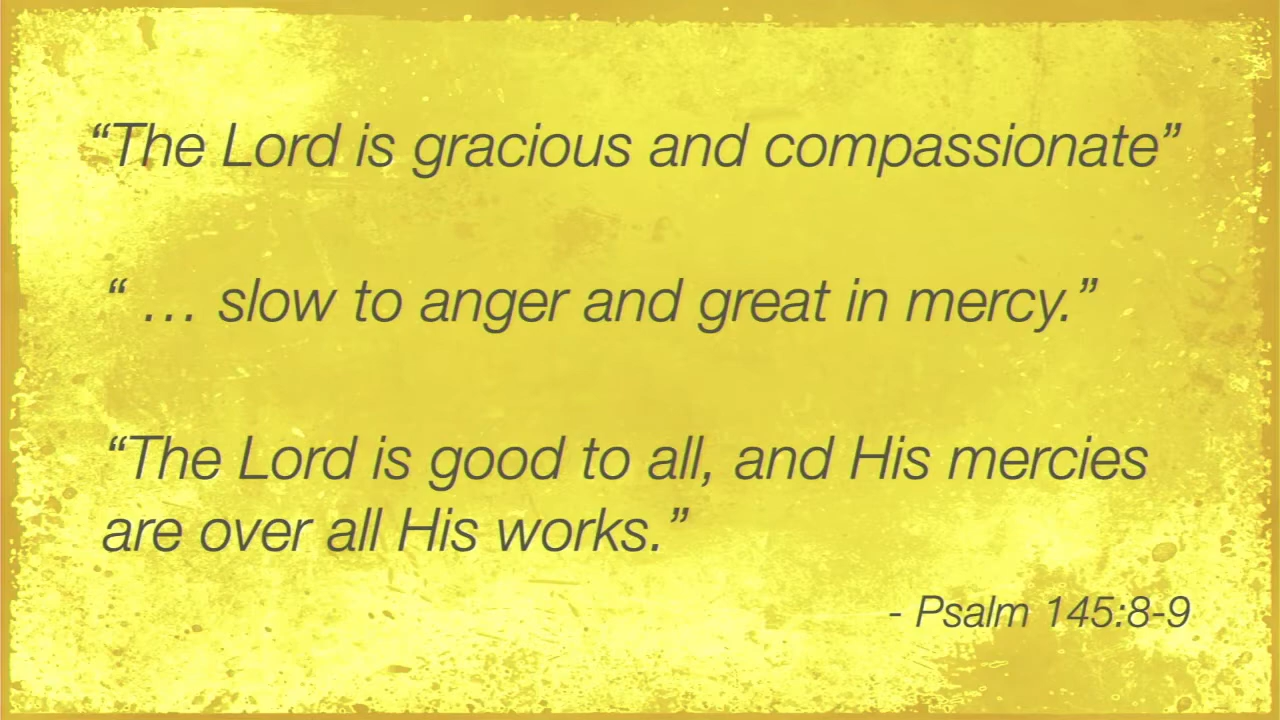 “The Lord is gracious and compassionate”
“ … slow to anger and great in mercy.”
“The Lord is good to all, and His mercies
are over all His works.”
- Psalm 145:8-9